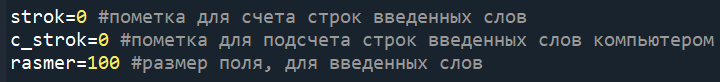 strok=0 #пометка для счета строк введенных слов
c_strok=0 #пометка для подсчета строк введенных слов компьютером
rasmer=100 #размер поля, для введенных слов